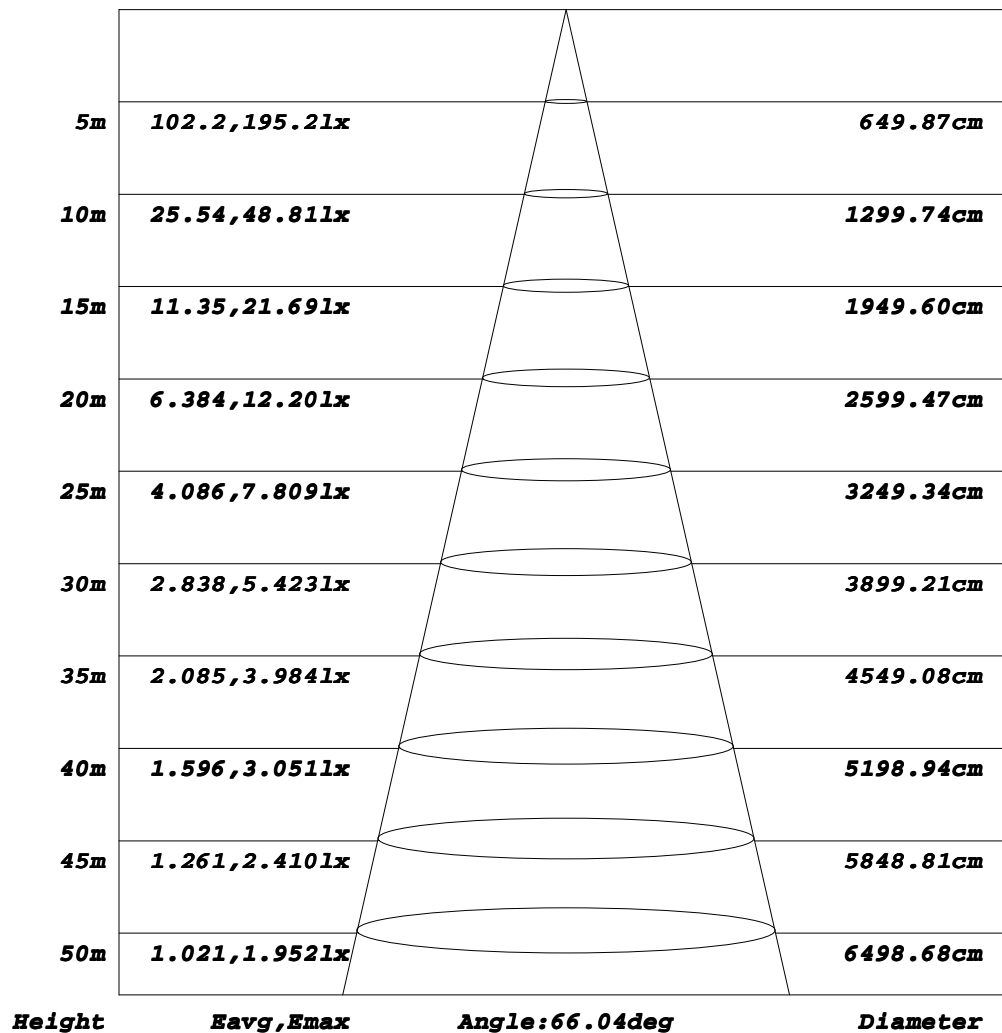 5m 102.2,195.2lx 649.87cm
10m 25.54,48.81lx 1299.74cm
15m 11.35,21.69lx 1949.60cm
20m 6.384,12.20lx 2599.47cm
25m 4.086,7.809lx 3249.34cm
30m 2.838,5.423lx 3899.21cm
35m 2.085,3.984lx 4549.08cm
40m 1.596,3.051lx 5198.94cm
45m 1.261,2.410lx 5848.81cm
50m 1.021,1.952lx 6498.68cm
Height Eavg,Emax Angle:66.04deg Diameter